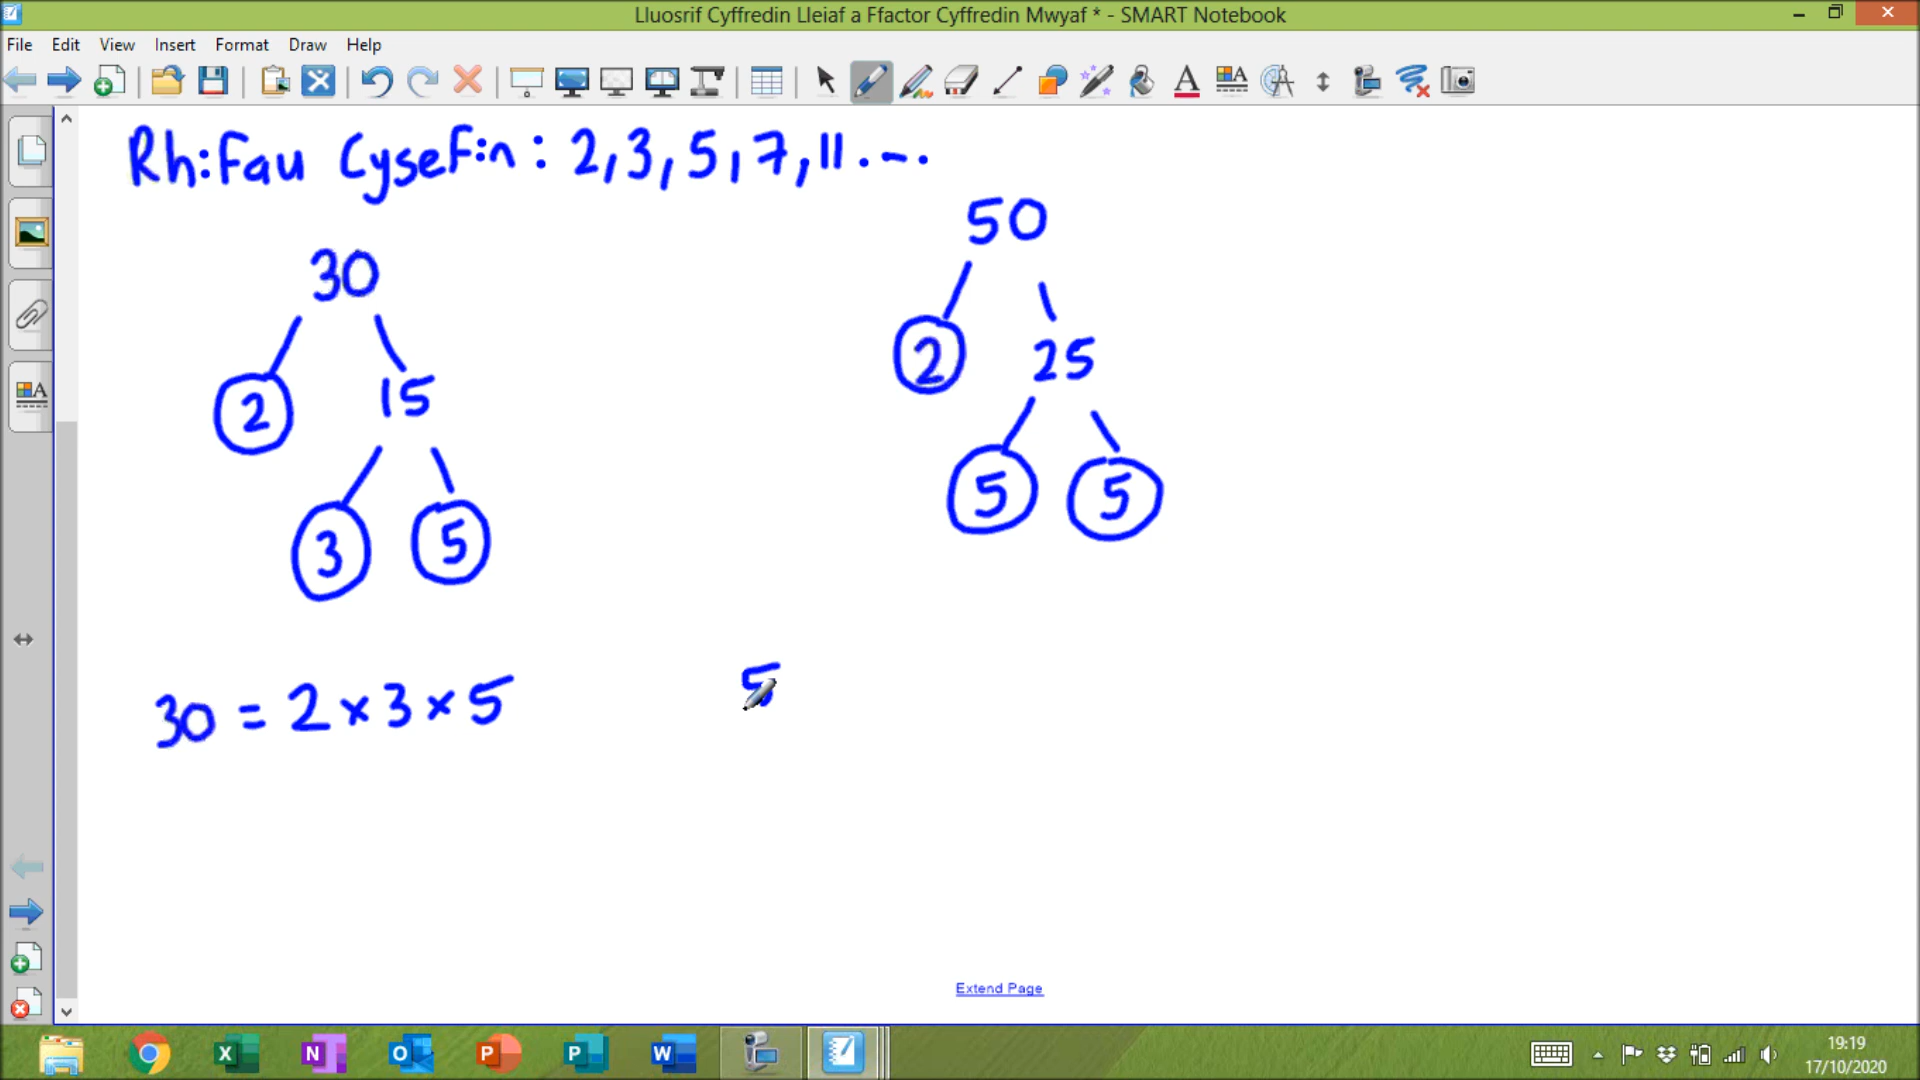 Lluosrif Cyffredin Lleiaf a Ffactor Cyffredin Mwyaf * - SMART Notebook
File Edit View Insert Format Draw Help
Rhifau Cysefin : 2, 3, 5, 7, 11 . - .
50
30
2 25
2 15
5 5
3 5
5
30 = 2 × 3 × 5
Extend Page
19:19
17/10/2020